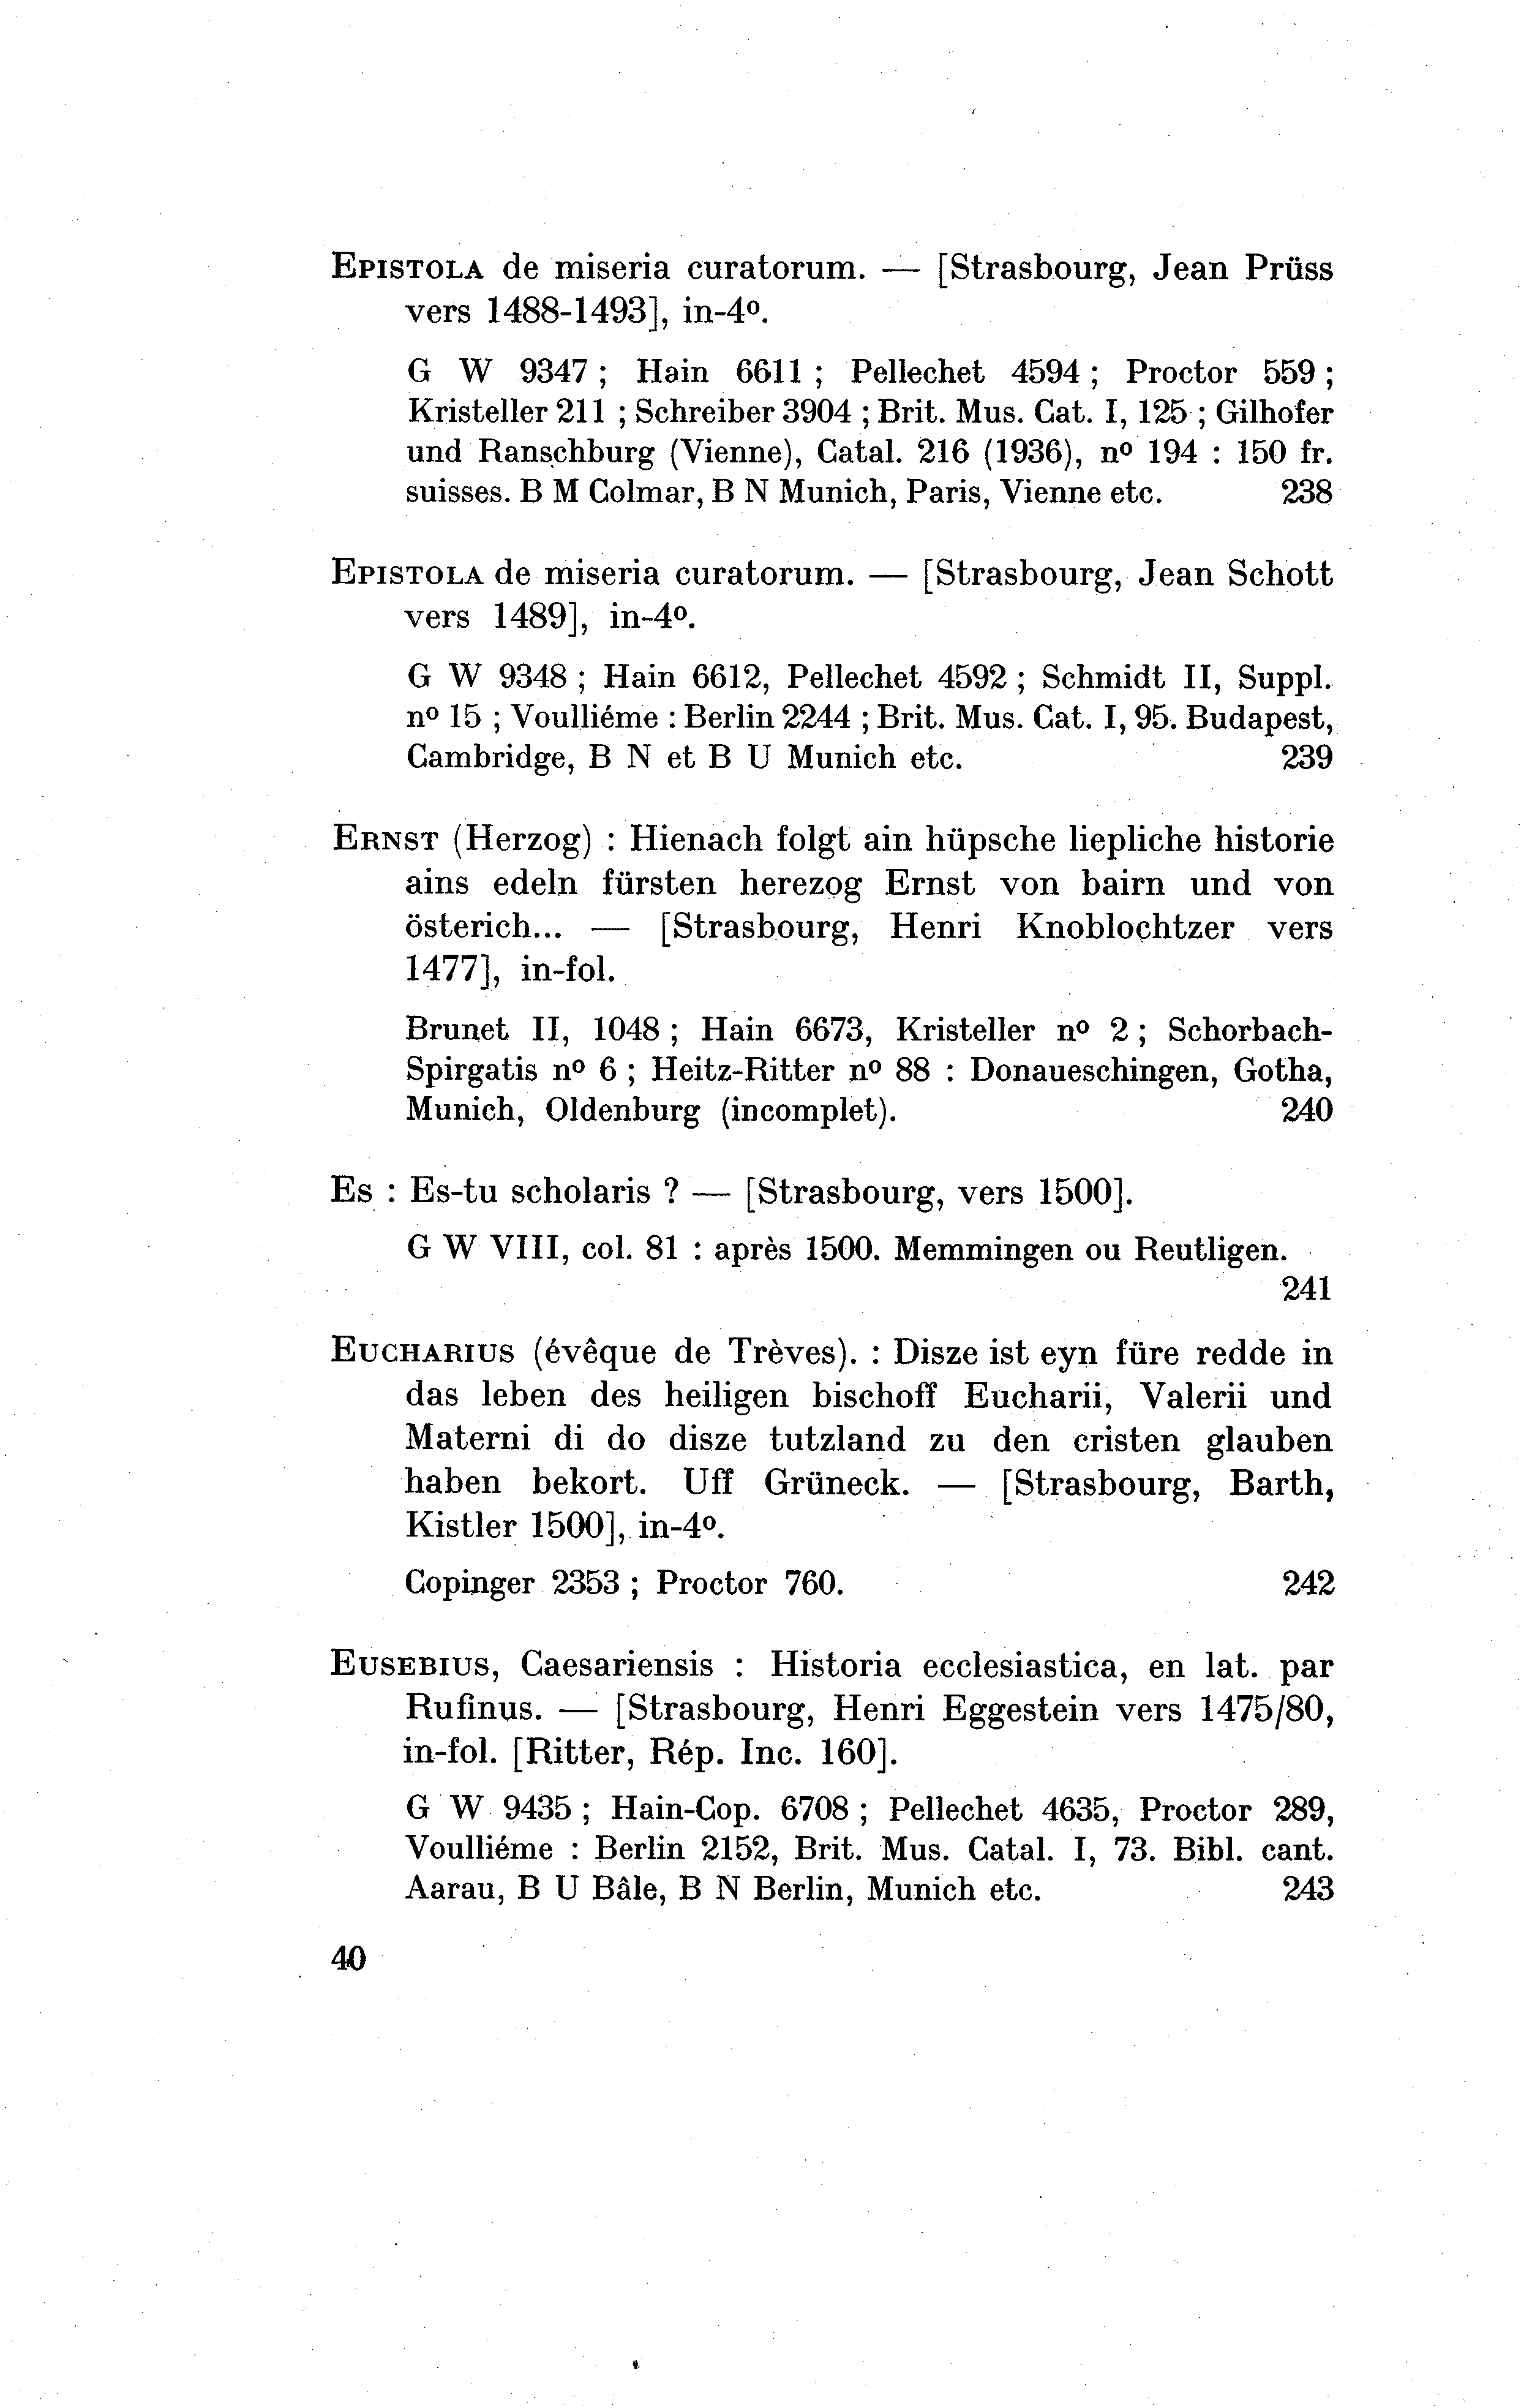 EPISTOLA de miseria curatorum. — [Strasbourg, Jean Prüss
vers 1488-1493], in-4º.
G W 9347 ; Hain 6611 ; Pellechet 4594 ; Proctor 559 ;
Kristeller 211 ; Schreiber 3904 ; Brit. Mus. Cat. I, 125 ; Gilhofer
und Ranschburg (Vienne), Catal. 216 (1936), nº 194 : 150 fr.
suisses. B M Colmar, B N Munich, Paris, Vienne etc. 238
EPISTOLA de miseria curatorum. — [Strasbourg, Jean Schott
vers 1489], in-4º.
G W 9348 ; Hain 6612, Pellechet 4592 ; Schmidt II, Suppl.
nº 15 ; Voulliéme : Berlin 2244 ; Brit. Mus. Cat. I, 95. Budapest,
Cambridge, B N et B U Munich etc. 239
ERNST (Herzog) : Hienach folgt ain hüpsche liepliche historie
ains edeln fürsten herezog Ernst von bairn und von
österich... — [Strasbourg, Henri Knoblochtzer vers
1477], in-fol.
Brunet II, 1048 ; Hain 6673, Kristeller nº 2 ; Schorbach-
Spirgatis nº 6 ; Heitz-Ritter nº 88 : Donaueschingen, Gotha,
Munich, Oldenburg (incomplet). 240
ES : Es-tu scholaris ? — [Strasbourg, vers 1500].
G W VIII, col. 81 : après 1500. Memmingen ou Reutligen.
241
EUCHARIUS (évêque de Trèves). : Disze ist eyn füre redde in
das leben des heiligen bischoff Eucharii, Valerii und
Materni di do disze tutzland zu den cristen glauben
haben bekort. Uff Grüneck. — [Strasbourg, Barth,
Kistler 1500], in-4º.
Copinger 2353 ; Proctor 760. 242
EUSEBIUS, Caesariensis : Historia ecclesiastica, en lat. par
Rufinus. — [Strasbourg, Henri Eggestein vers 1475/80,
in-fol. [Ritter, Rép. Inc. 160].
G W 9435 ; Hain-Cop. 6708 ; Pellechet 4635, Proctor 289,
Voulliéme : Berlin 2152, Brit. Mus. Catal. I, 73. Bibl. cant.
Aarau, B U Bâle, B N Berlin, Munich etc. 243
40